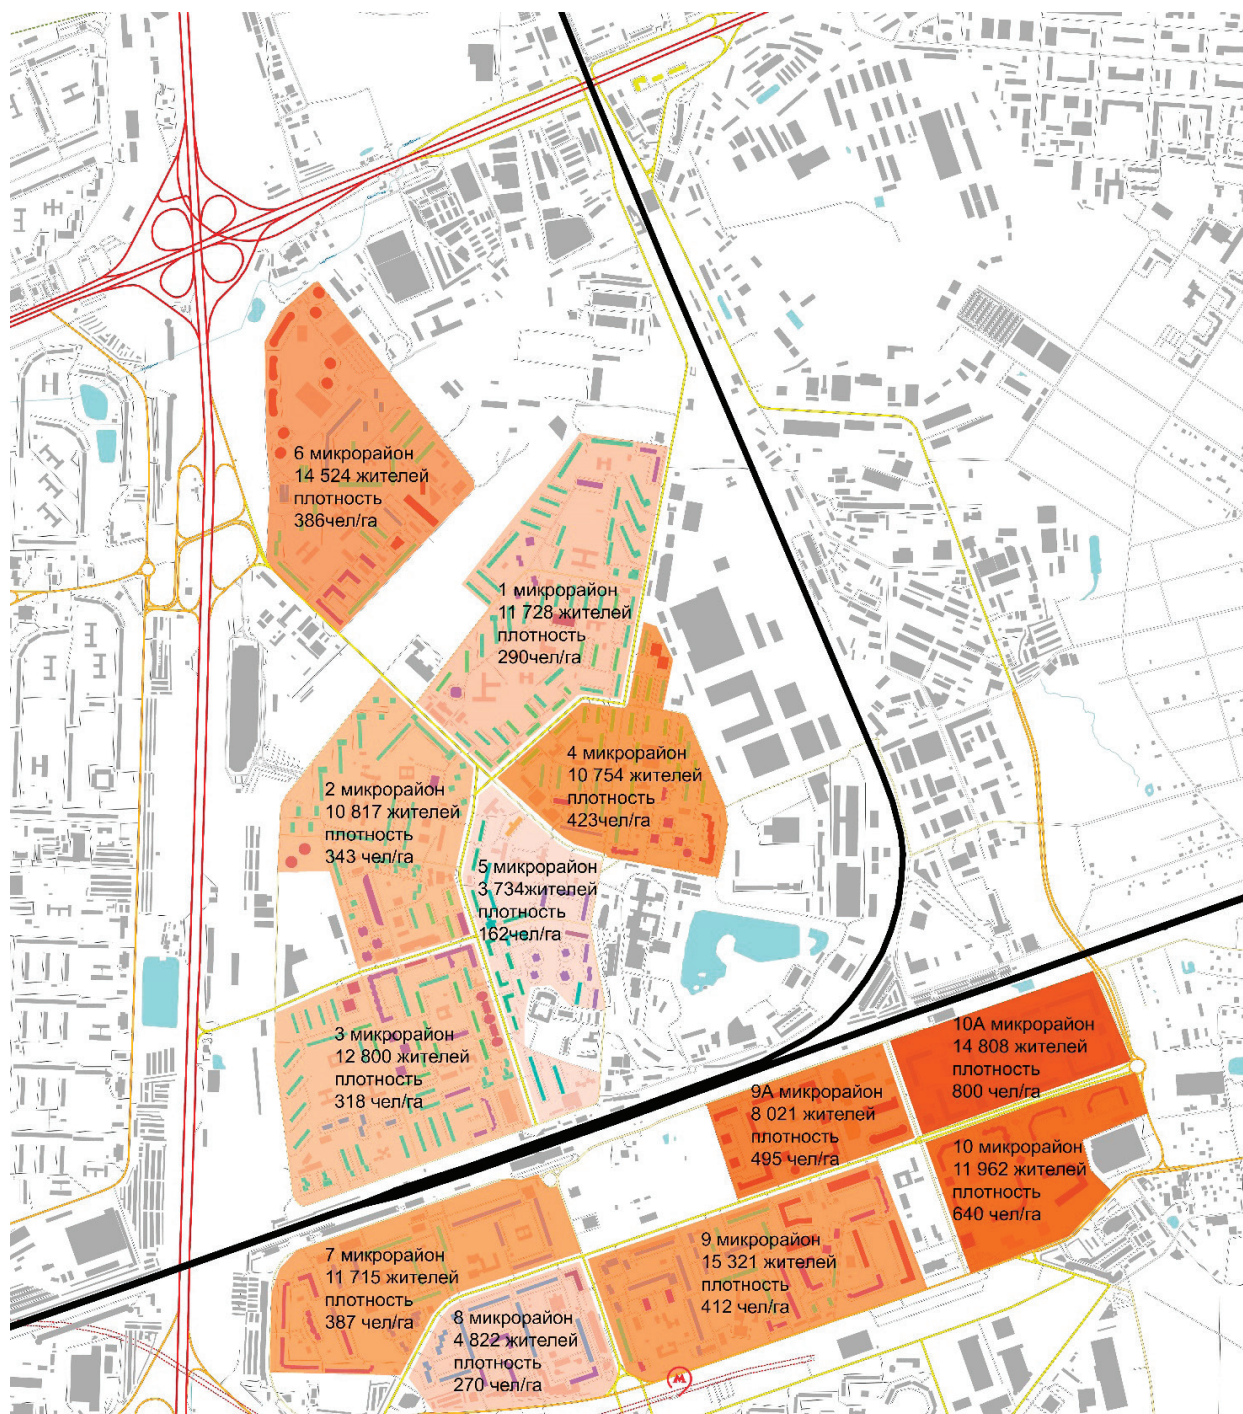 6 микрорайон
14 524 жителей
плотность
386чел/га
1 микрорайон
11 728 жителей
плотность
290чел/га
4 микрорайон
10 754 жителей
плотность
423чел/га
2 микрорайон
10 817 жителей
плотность
343 чел/га
5 микрорайон
3 734жителей
плотность
162чел/га
3 микрорайон
12 800 жителей
плотность
318 чел/га
10А микрорайон
14 808 жителей
плотность
800 чел/га
9А микрорайон
8 021 жителей
плотность
495 чел/га
10 микрорайон
11 962 жителей
плотность
640 чел/га
9 микрорайон
15 321 жителей
плотность
412 чел/га
7 микрорайон
11 715 жителей
плотность
387 чел/га
8 микрорайон
4 822 жителей
плотность
270 чел/га
М